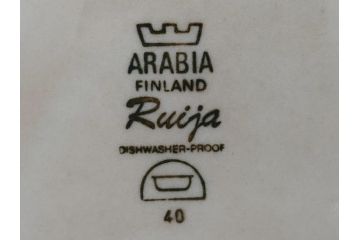 ARABIA
FINLAND
Ruija
DISHWASHER-PROOF
40